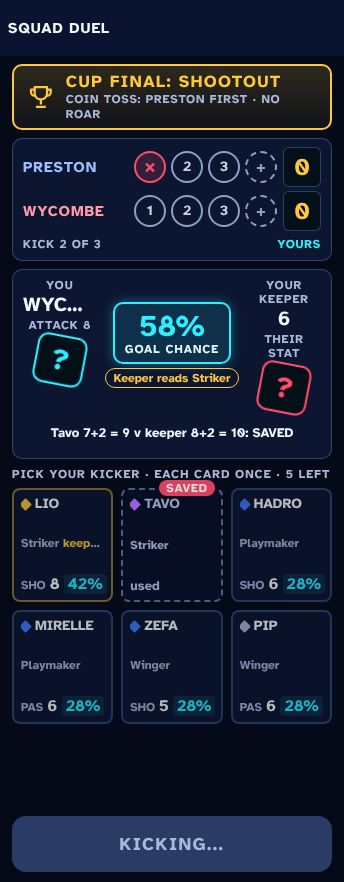 SQUAD DUEL
CUP FINAL: SHOOTOUT
COIN TOSS: PRESTON FIRST · NO
ROAR
PRESTON × 2 3 + 0
WYCOMBE 1 2 3 + 0
KICK 2 OF 3 YOURS
YOU
WYC...
ATTACK 8
?
58%
GOAL CHANCE
Keeper reads Striker
YOUR
KEEPER
6
THEIR
STAT
?
Tavo 7+2 = 9 v keeper 8+2 = 10: SAVED
PICK YOUR KICKER · EACH CARD ONCE · 5 LEFT
LIO
Striker keep...
SHO 8 42%
SAVED
TAVO
Striker
used
HADRO
Playmaker
SHO 6 28%
MIRELLE
Playmaker
PAS 6 28%
ZEFA
Winger
SHO 5 28%
PIP
Winger
PAS 6 28%
KICKING...